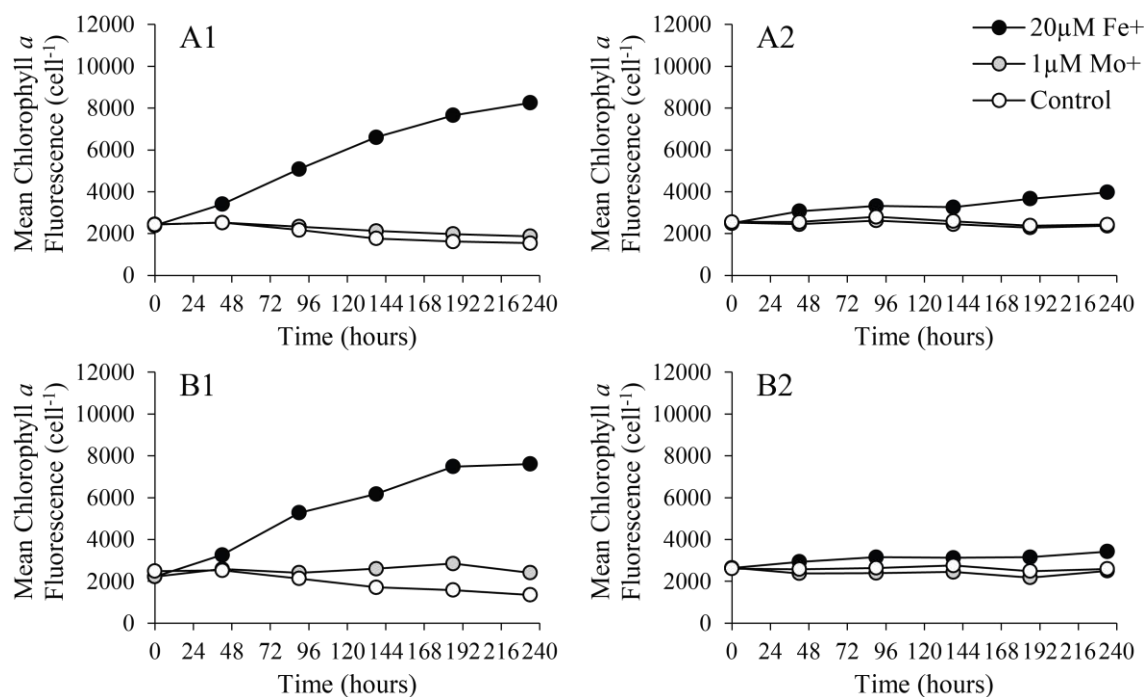 A1
12000
10000
8000
6000
4000
2000
0
Mean Chlorophyll a
Fluorescence (cell-1)
0 24 48 72 96 120 144 168 192 216 240
Time (hours)
A2
20µM Fe+
1µM Mo+
Control
12000
10000
8000
6000
4000
2000
0
Mean Chlorophyll a
Fluorescence (cell-1)
0 24 48 72 96 120 144 168 192 216 240
Time (hours)
B1
12000
10000
8000
6000
4000
2000
0
Mean Chlorophyll a
Fluorescence (cell-1)
0 24 48 72 96 120 144 168 192 216 240
Time (hours)
B2
12000
10000
8000
6000
4000
2000
0
Mean Chlorophyll a
Fluorescence (cell-1)
0 24 48 72 96 120 144 168 192 216 240
Time (hours)